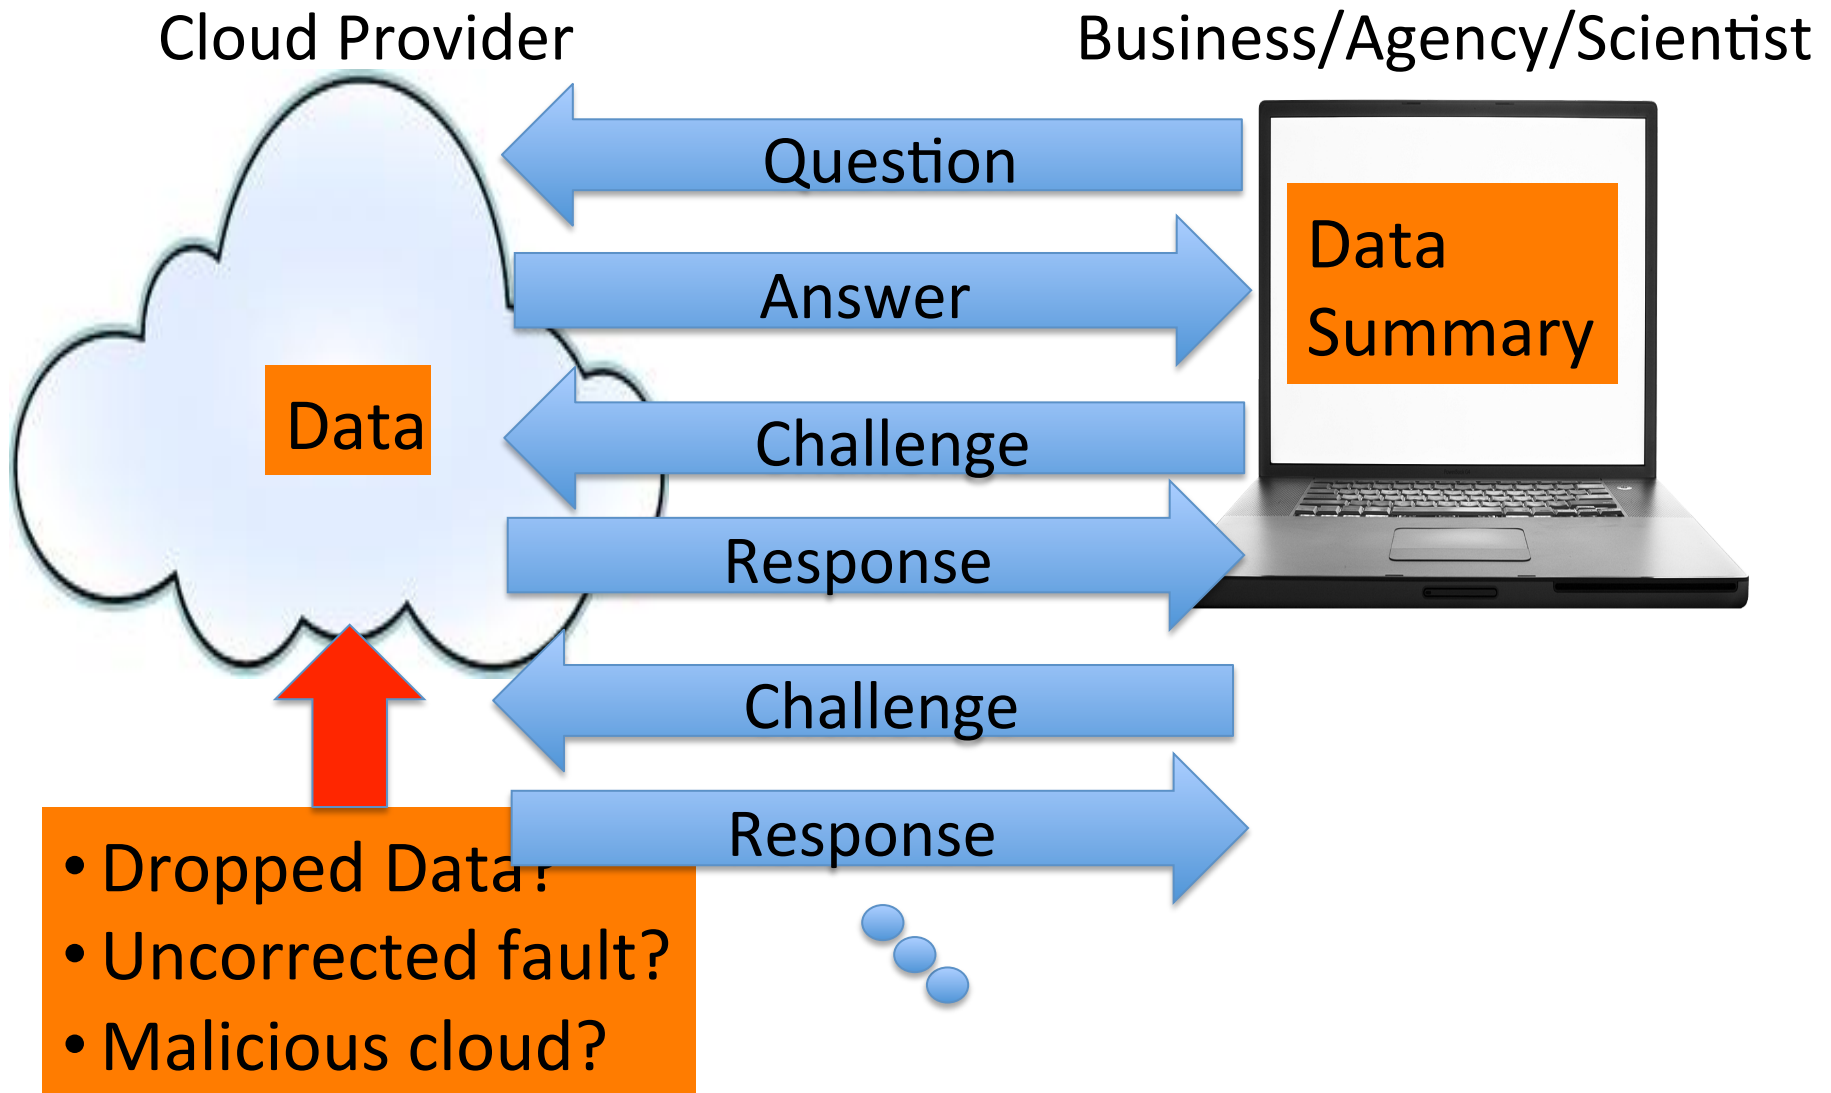 Cloud Provider
Business/Agency/Scientist
Question
Answer
Data
Summary
Data
Challenge
Response
Challenge
Response
• Dropped Data?
• Uncorrected fault?
• Malicious cloud?